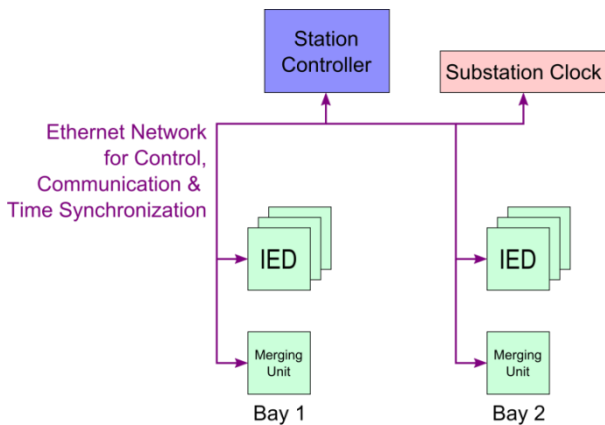 Station
Controller
Substation Clock
Ethernet Network
for Control,
Communication &
Time Synchronization
IED
IED
Merging
Unit
Merging
Unit
Bay 1
Bay 2